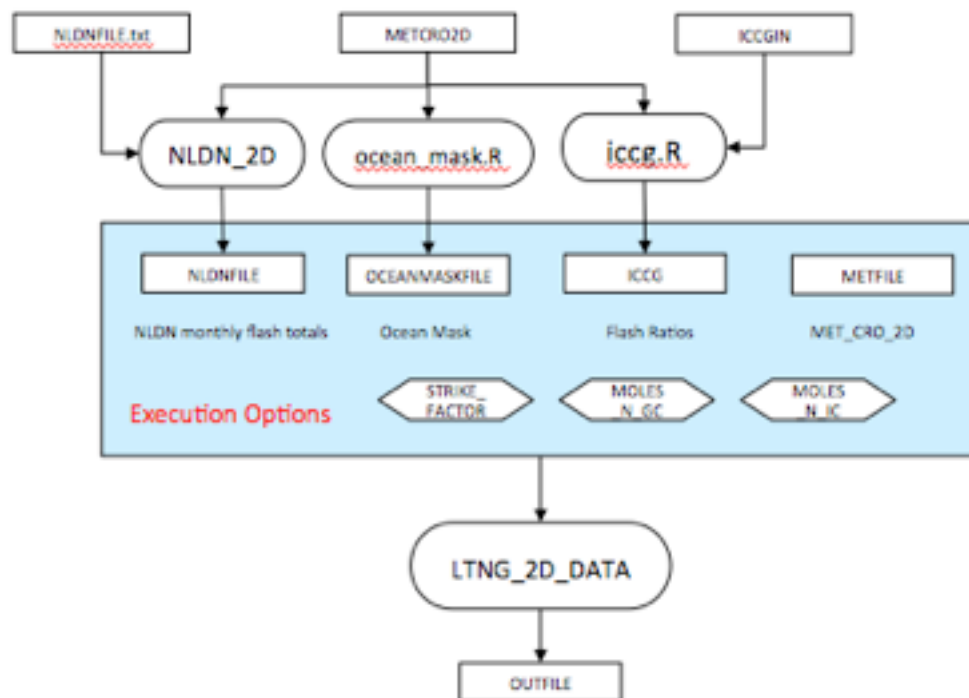 NLDNFILE.txt
METCRO2D
ICCGIN
NLDN_2D
ocean_mask.R
iccg.R
NLDNFILE
OCEANMASKFILE
ICCG
METFILE
NLDN monthly flash totals
Ocean Mask
Flash Ratios
MET_CRO_2D
Execution Options
STRIKE_
FACTOR
MOLES
_N_GC
MOLES
_N_IC
LTNG_2D_DATA
OUTFILE